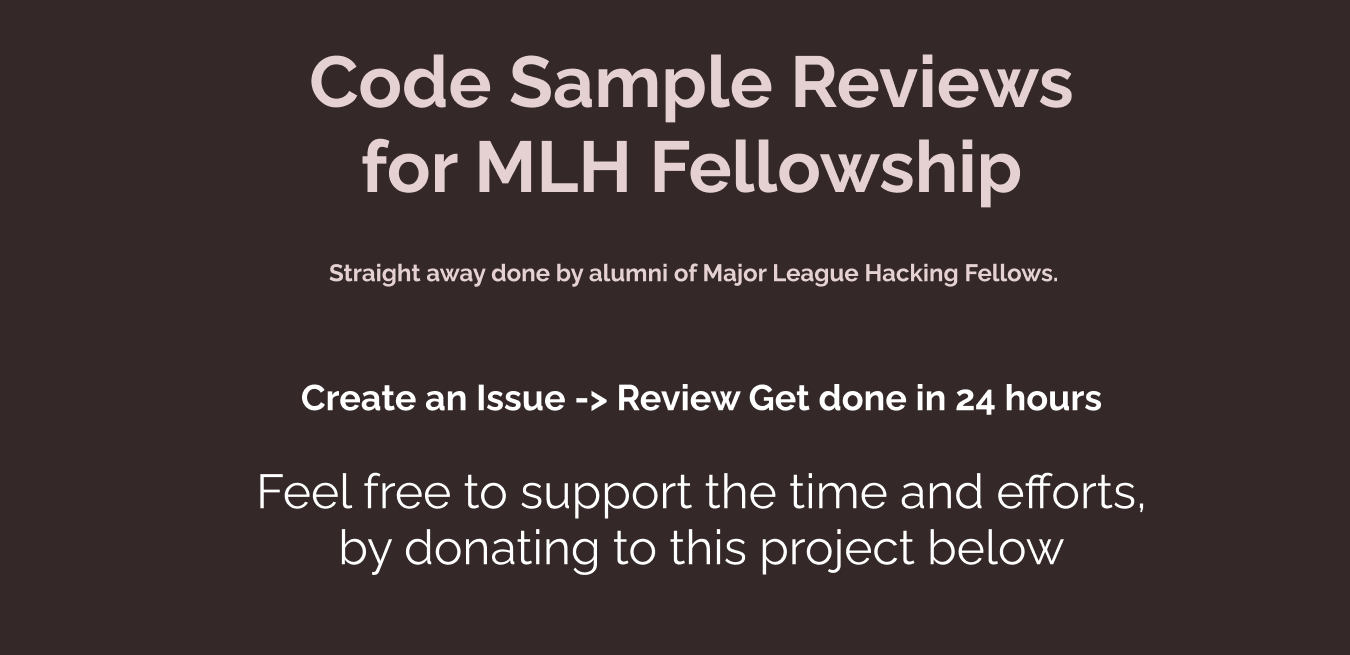 Code Sample Reviews
for MLH Fellowship
Straight away done by alumni of Major League Hacking Fellows.
Create an Issue -> Review Get done in 24 hours
Feel free to support the time and efforts,
by donating to this project below